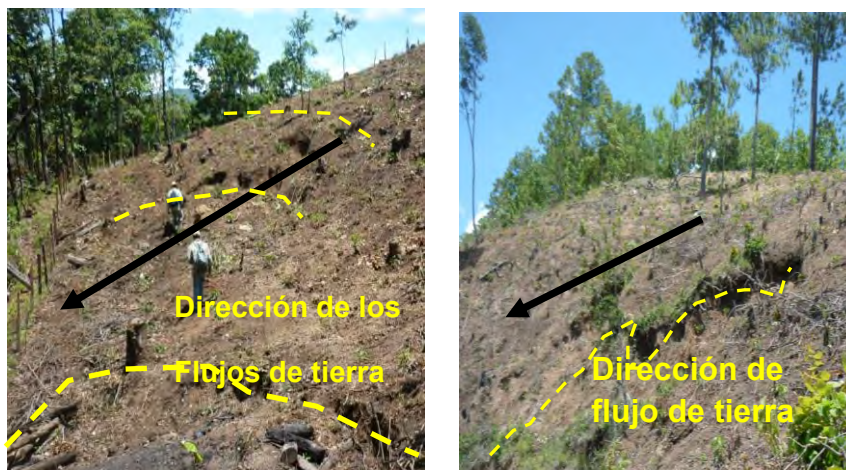 Dirección de los
Flujos de tierra
Dirección de
flujo de tierra